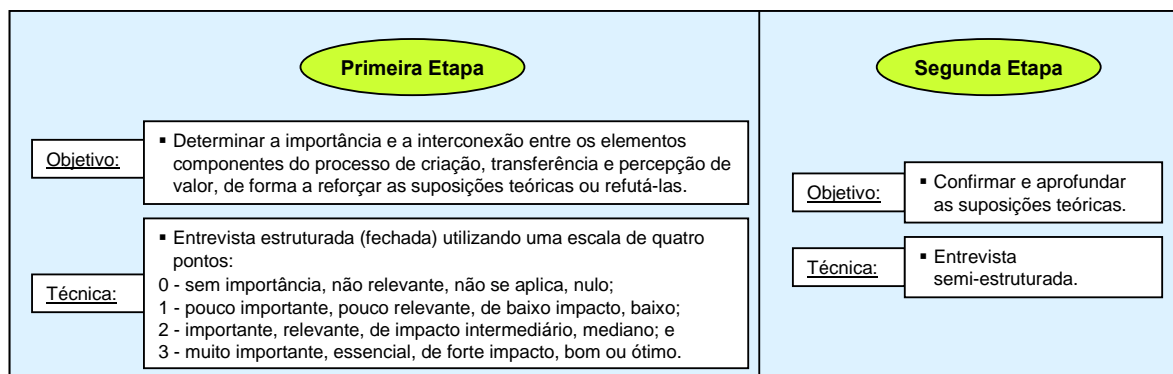 Primeira Etapa
Objetivo:
▪ Determinar a importância e a interconexão entre os elementos
componentes do processo de criação, transferência e percepção de
valor, de forma a reforçar as suposições teóricas ou refutá-las.
Técnica:
▪ Entrevista estruturada (fechada) utilizando uma escala de quatro
pontos:
0 - sem importância, não relevante, não se aplica, nulo;
1 - pouco importante, pouco relevante, de baixo impacto, baixo;
2 - importante, relevante, de impacto intermediário, mediano; e
3 - muito importante, essencial, de forte impacto, bom ou ótimo.
Segunda Etapa
Objetivo:
▪ Confirmar e aprofundar
as suposições teóricas.
Técnica:
▪ Entrevista
semi-estruturada.